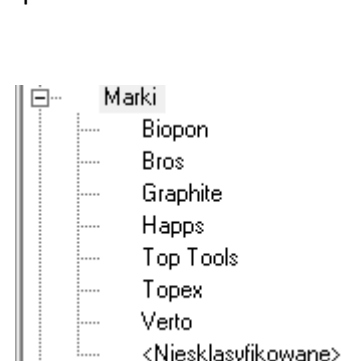 Marki
Biopon
Bros
Graphite
Happs
Top Tools
Topex
Verto
<Niesklasyfikowane>